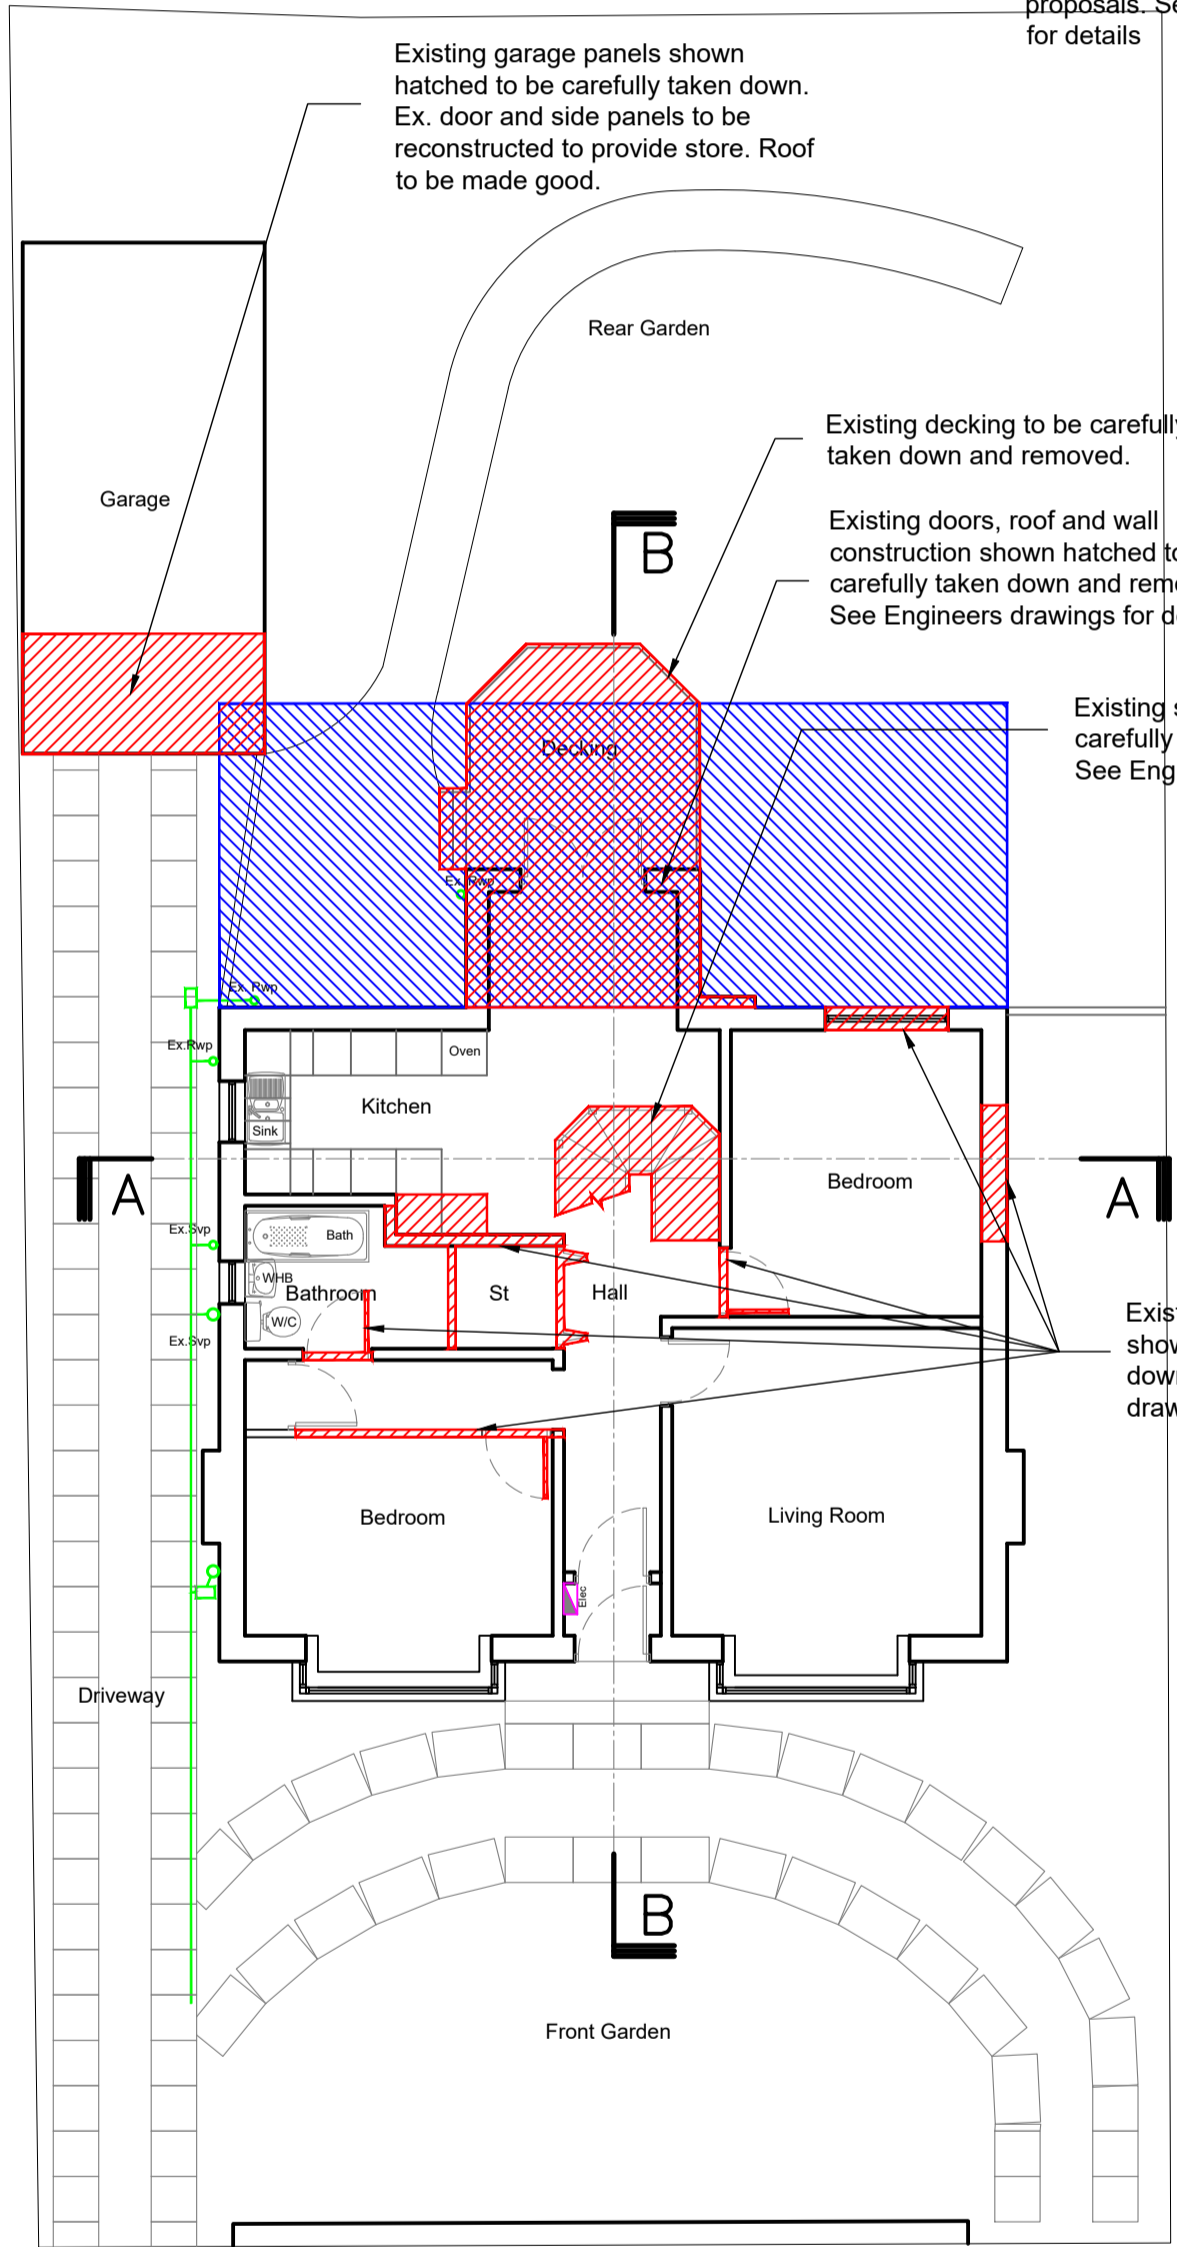 proposals. Se
for details
Existing garage panels shown
hatched to be carefully taken down.
Ex. door and side panels to be
reconstructed to provide store. Roof
to be made good.
Rear Garden
Existing decking to be carefully
taken down and removed.
Garage
Existing doors, roof and wall
construction shown hatched to
carefully taken down and remo
See Engineers drawings for de
B
Existing s
carefully
See Eng
Decking
Ex. Rwp
Ex. Rwp
Ex.Rwp
Oven
Kitchen
Sink
A
Bedroom
A
Ex.Svp
Bath
WHB
Bathroom
St
Hall
W/C
Ex.Svp
Exist
show
down
draw
Bedroom
Living Room
Elec
Driveway
B
Front Garden